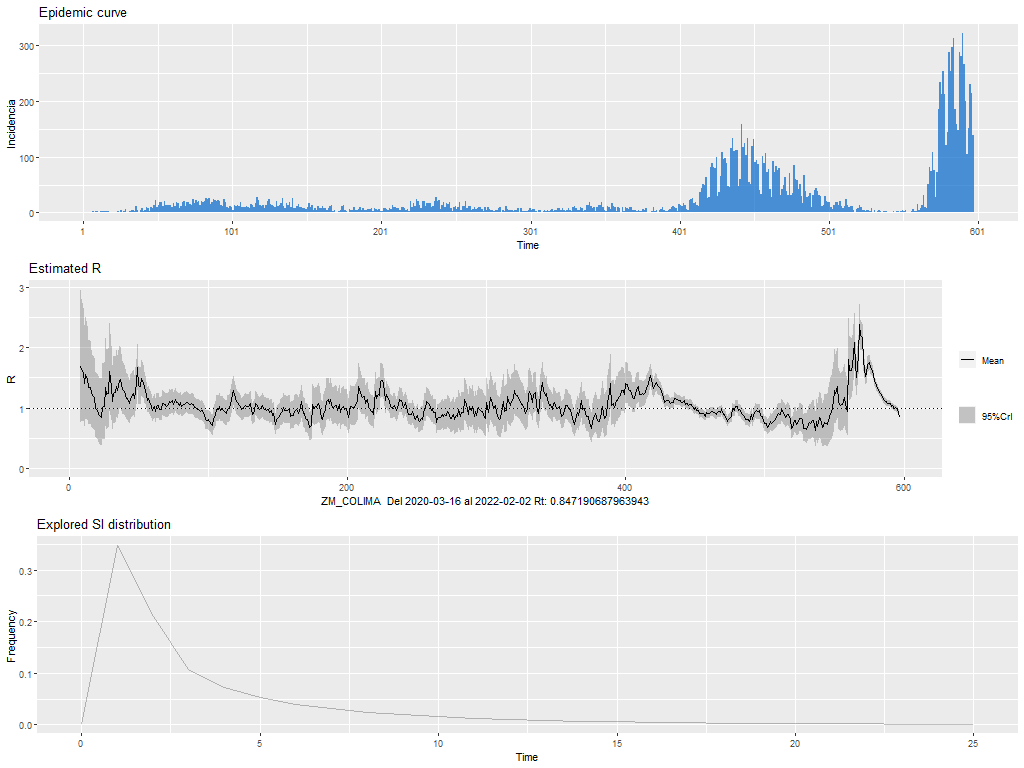 Epidemic curve
300
200
100
0
Incidencia
1 101 201 301 401 501 601
Time
Estimated R
3
2
1
0
R
Mean
95%CrI
0 200 400 600
ZM_COLIMA Del 2020-03-16 al 2022-02-02 Rt: 0.847190687963943
Explored SI distribution
0.3
0.2
0.1
0.0
Frequency
0 5 10 15 20 25
Time